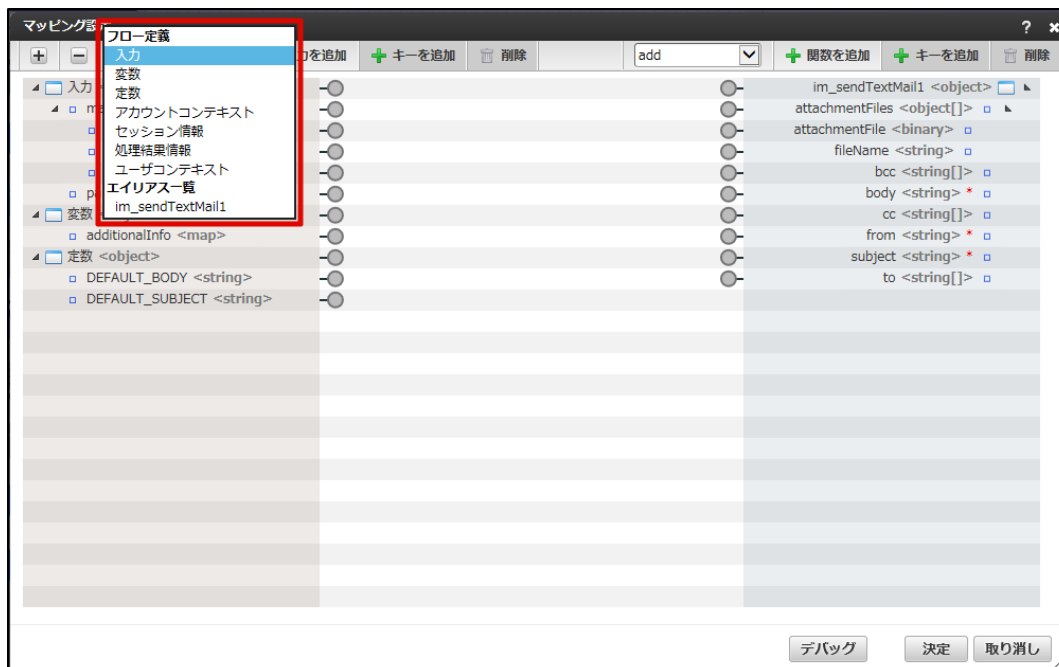 マッピング設
? ×
フロー定義
入力
変数
定数
アカウントコンテキスト
セッション情報
処理結果情報
ユーザコンテキスト
エイリアス一覧
im_sendTextMail1
を追加 キーを追加 削除 add 関数を追加 キーを追加 削除
入力
変数
additionalInfo <map>
定数 <object>
DEFAULT_BODY <string>
DEFAULT_SUBJECT <string>
im_sendTextMail1 <object>
attachmentFiles <object[]>
attachmentFile <binary>
fileName <string>
bcc <string[]>
body <string> *
cc <string[]>
from <string> *
subject <string> *
to <string[]>
デバッグ 決定 取り消し